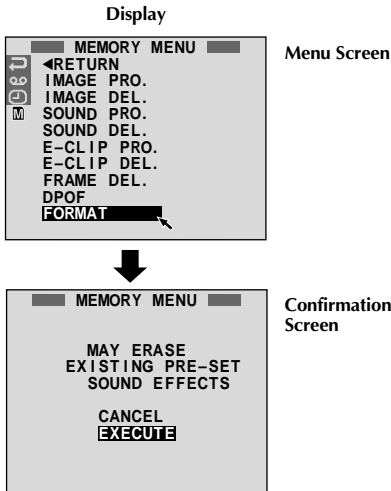 Display
MEMORY MENU
Menu Screen
◄RETURN
IMAGE PRO.
IMAGE DEL.
M
SOUND PRO.
SOUND DEL.
E–CLIP PRO.
E–CLIP DEL.
FRAME DEL.
DPOF
FORMAT
MEMORY MENU
Confirmation
Screen
MAY ERASE
EXISTING PRE–SET
SOUND EFFECTS
CANCEL
EXECUTE